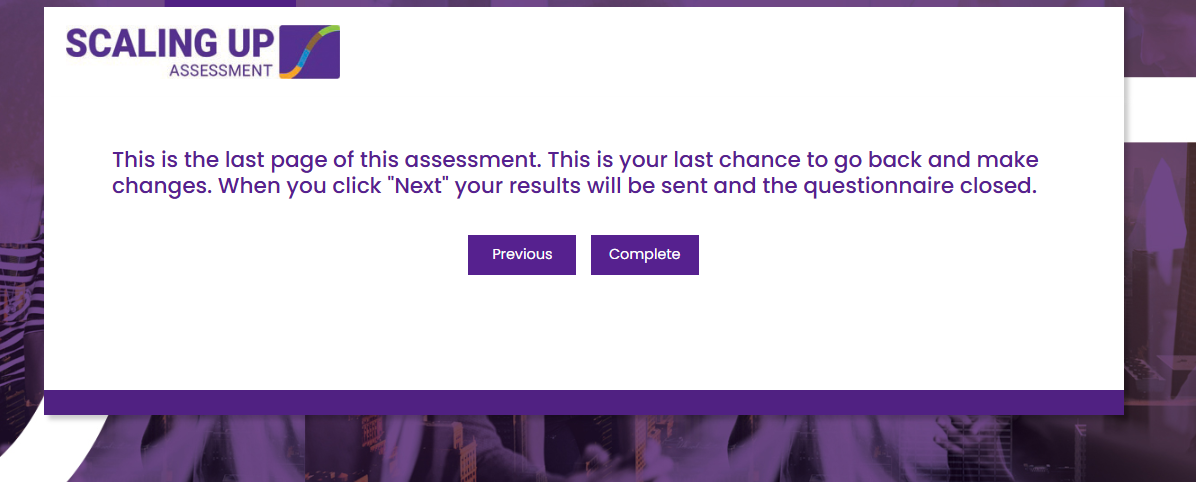 SCALING UP
ASSESSMENT
This is the last page of this assessment. This is your last chance to go back and make
changes. When you click "Next" your results will be sent and the questionnaire closed.
Previous Complete